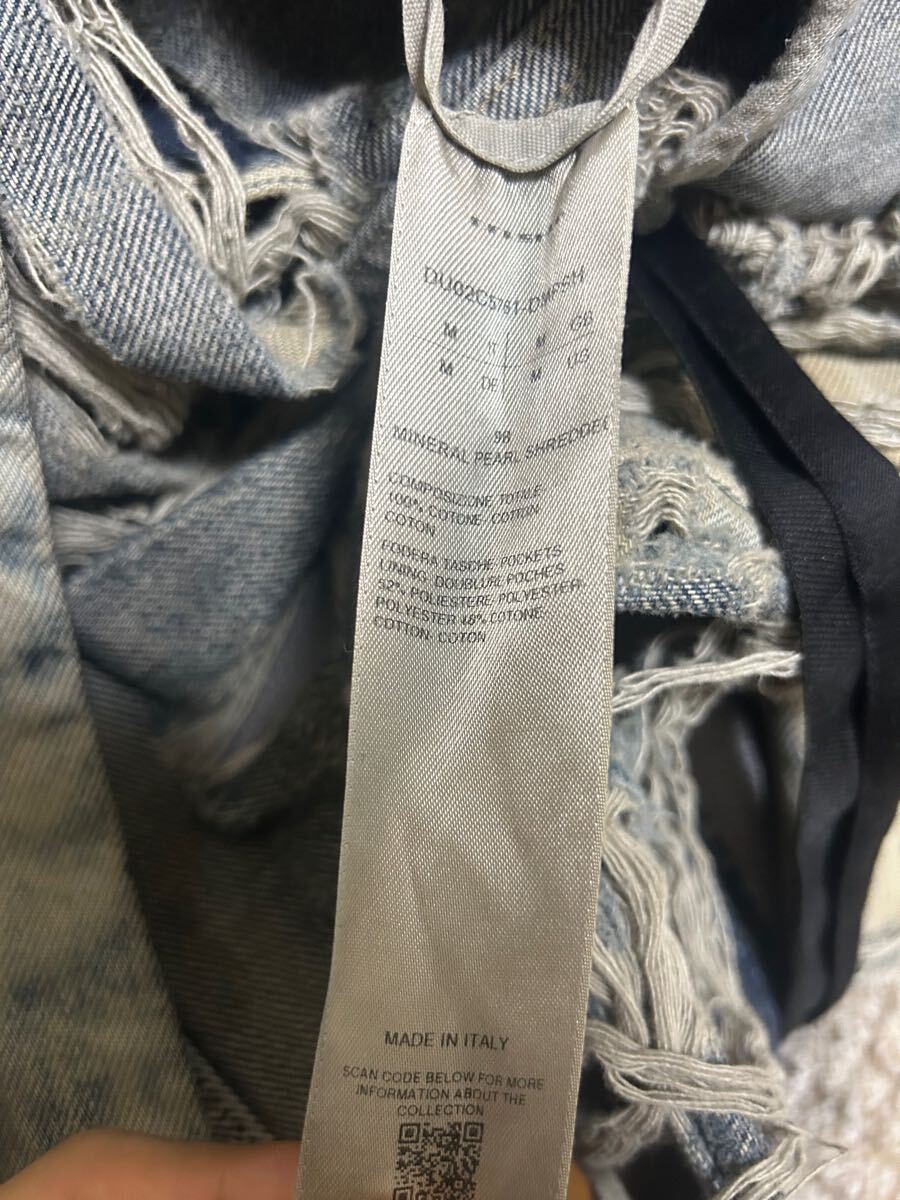 M IT M GB
M DE M US
98
MINERAL PEARL SHREDDED
COMPOSIZIONE TOTALE
100% COTONE-COTTON
COTON
FODERA TASCHE-POCKETS
LINING-DOUBLURE POCHES
52% POLIESTERE-POLYESTER-
POLYESTER 48% COTONE-
COTTON-COTON
MADE IN ITALY
SCAN CODE BELOW FOR MORE
INFORMATION ABOUT THE
COLLECTION